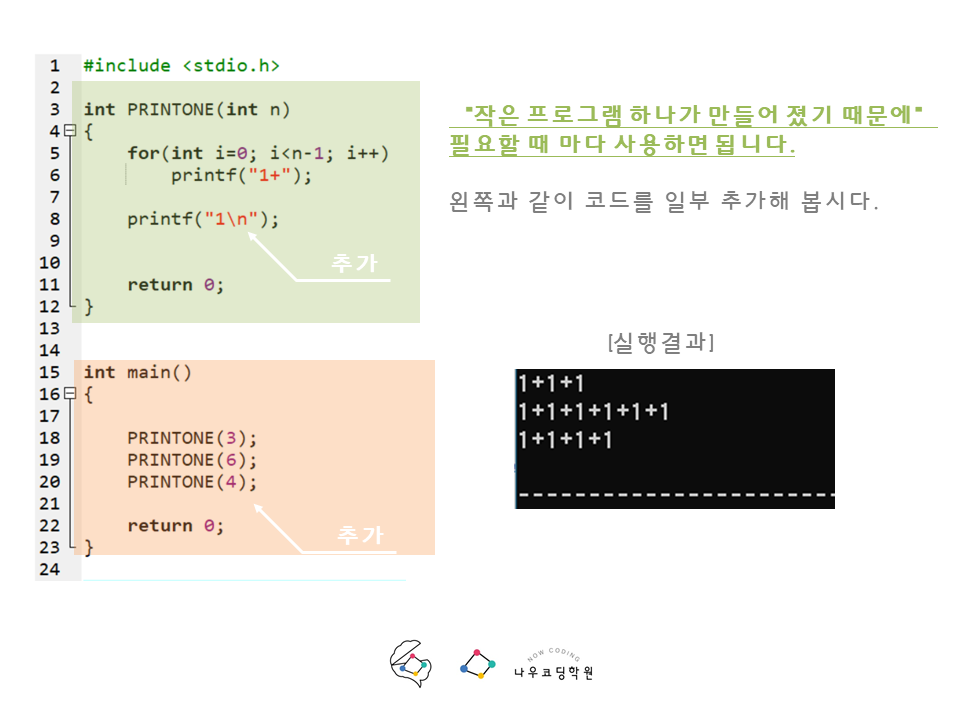 1 #include <stdio.h>
2
3 int PRINTONE(int n)
4 {
5 for(int i=0; i<n-1; i++)
6 printf("1+");
7
8 printf("1\n");
9
10
11 return 0;
12 }
13
14
15 int main()
16 {
17
18 PRINTONE(3);
19 PRINTONE(6);
20 PRINTONE(4);
21
22 return 0;
23 }
24
추가
추가
"작은 프로그램 하나가 만들어 졌기 때문에"
필요할 때 마다 사용하면 됩니다.
왼쪽과 같이 코드를 일부 추가해 봅시다.
[실행결과]
1+1+1
1+1+1+1+1+1
1+1+1+1
--------------------------
NOW CODING
나우코딩학원